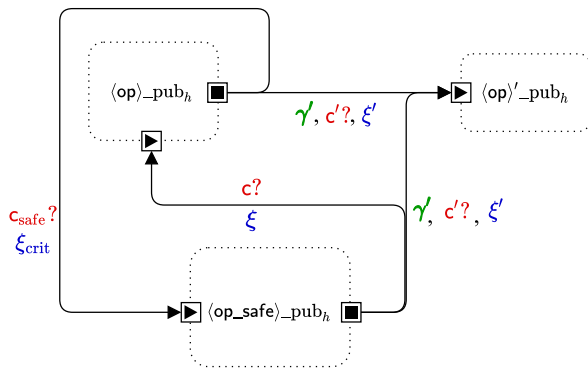 ⟨op⟩_pub_h
⟨op⟩′_pub_h
γ′, c′?, ξ′
c?
ξ
γ′, c′?, ξ′
c_safe?
ξ_crit
⟨op_safe⟩_pub_h